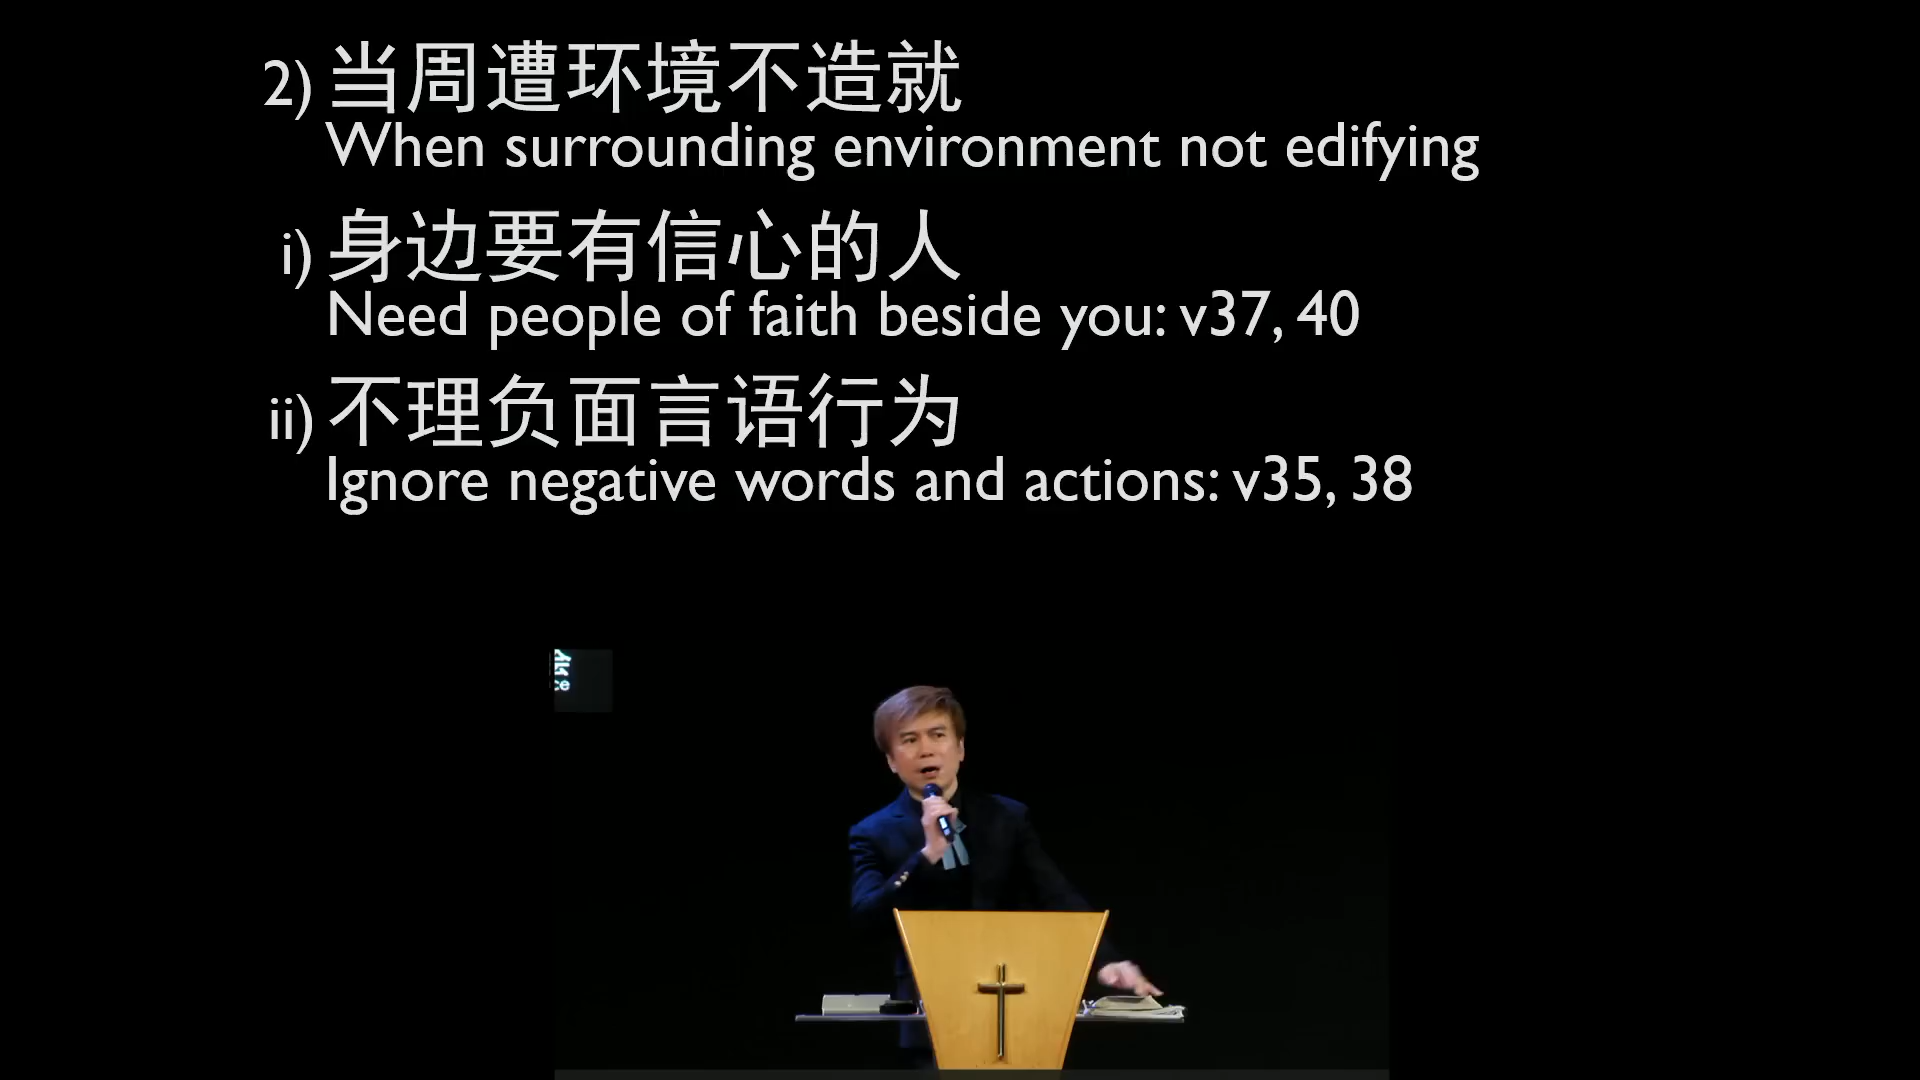 2) 当周遭环境不造就
When surrounding environment not edifying
i) 身边要有信心的人
Need people of faith beside you: v37, 40
ii) 不理负面言语行为
Ignore negative words and actions: v35, 38
ce